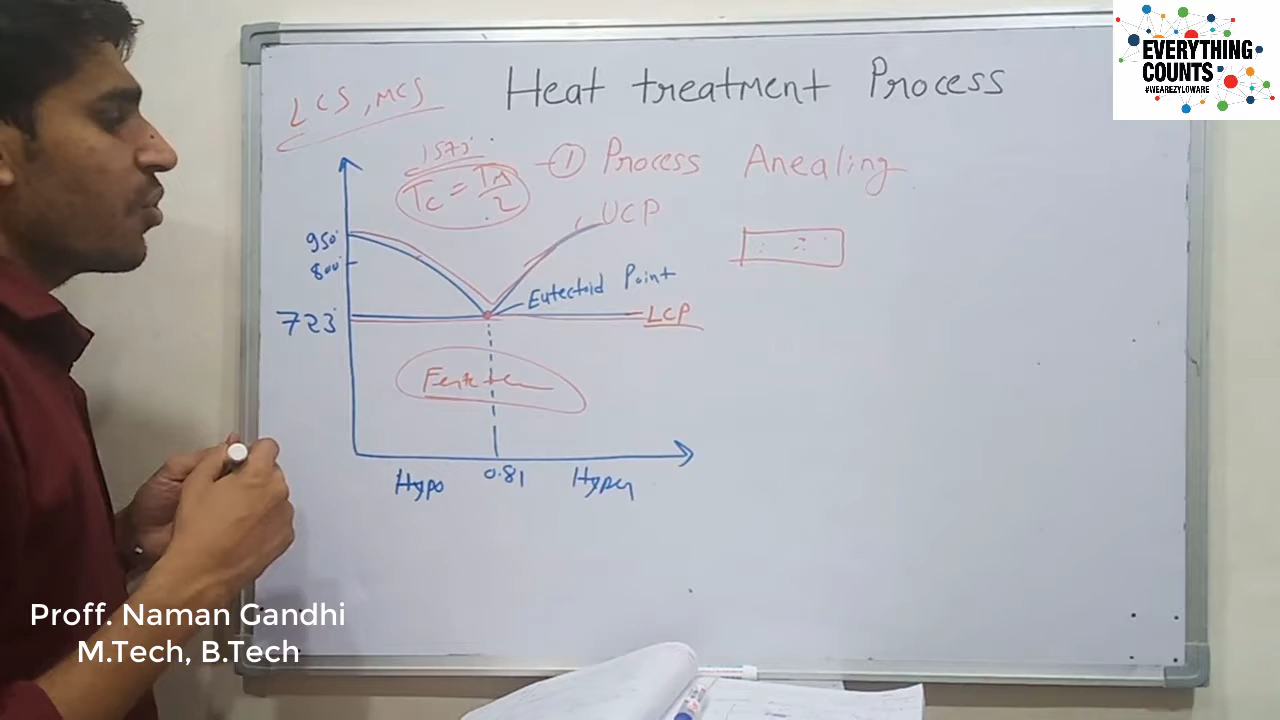 EVERYTHING
COUNTS
#WEAREZYLOWARE
Heat treatment Process
LCS, MCS
1573°
Tc = TM/2
① Process Anealing
UCP
950°
800°
Eutectoid Point
723°
LCP
Hypo
0.81
Hyper
Proff. Naman Gandhi
M.Tech, B.Tech